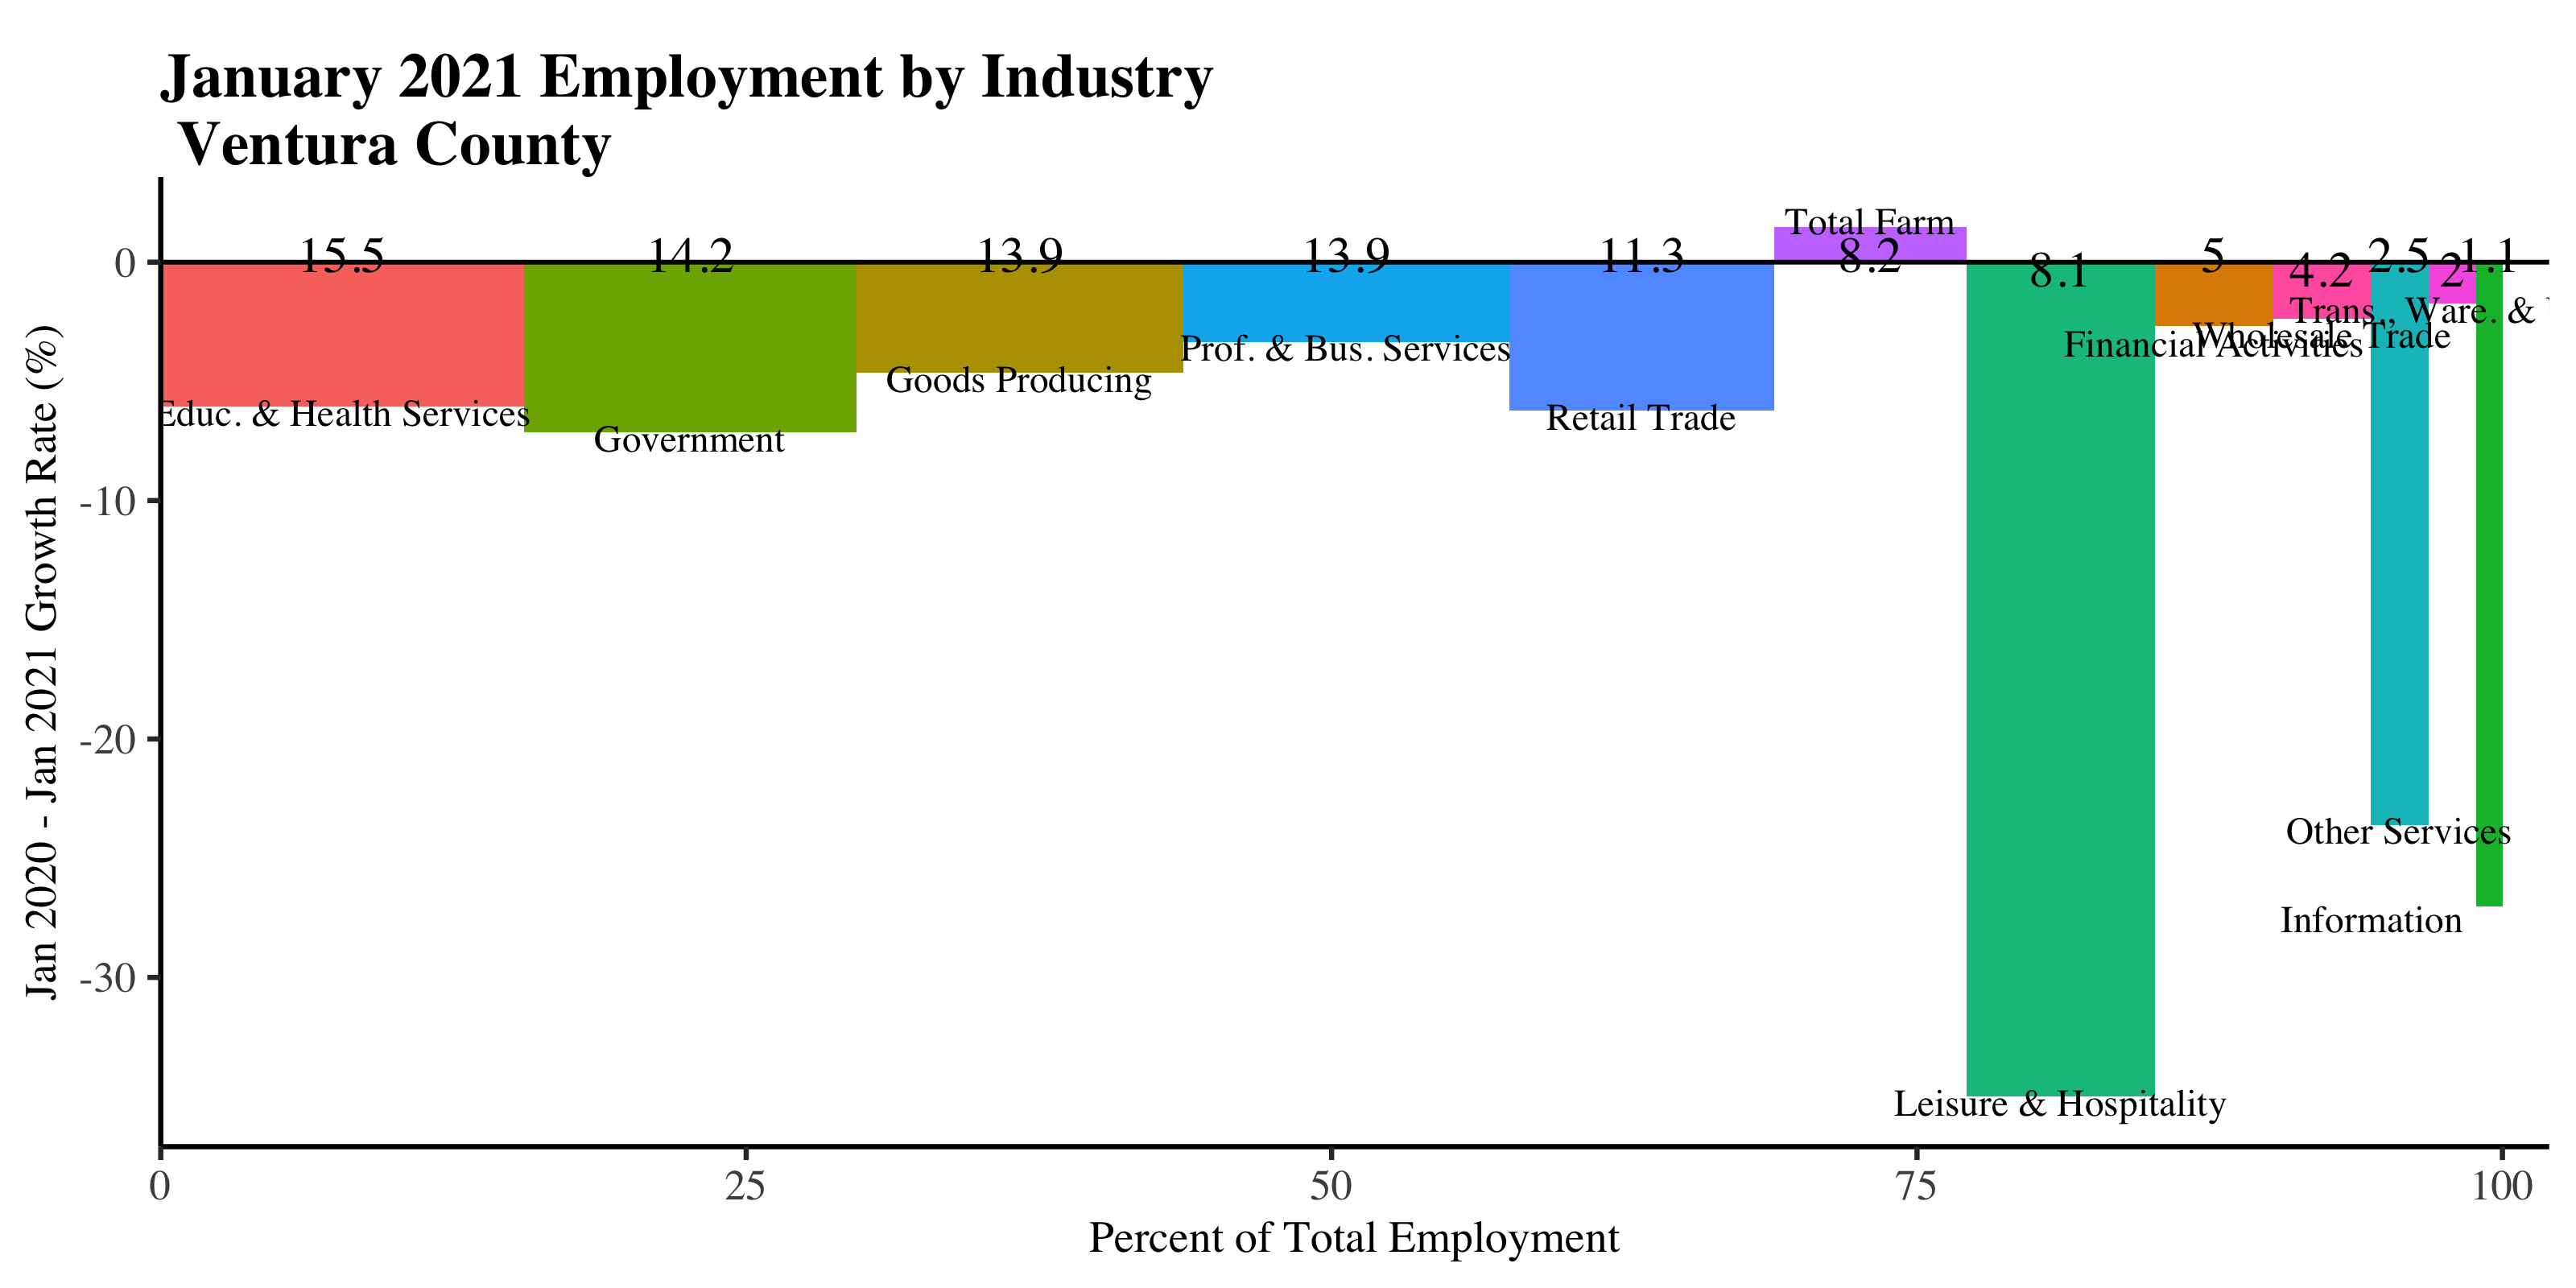 January 2021 Employment by Industry
Ventura County
Jan 2020 - Jan 2021 Growth Rate (%)
0
-10
-20
-30
15.5
14.2
13.9
13.9
11.3
8.2
8.1
5
4.2
2.5
2
1.1
Educ. & Health Services
Government
Goods Producing
Prof. & Bus. Services
Retail Trade
Total Farm
Leisure & Hospitality
Financial Activities
Wholesale Trade
Other Services
Trans., Ware. &
Information
0
25
50
75
100
Percent of Total Employment